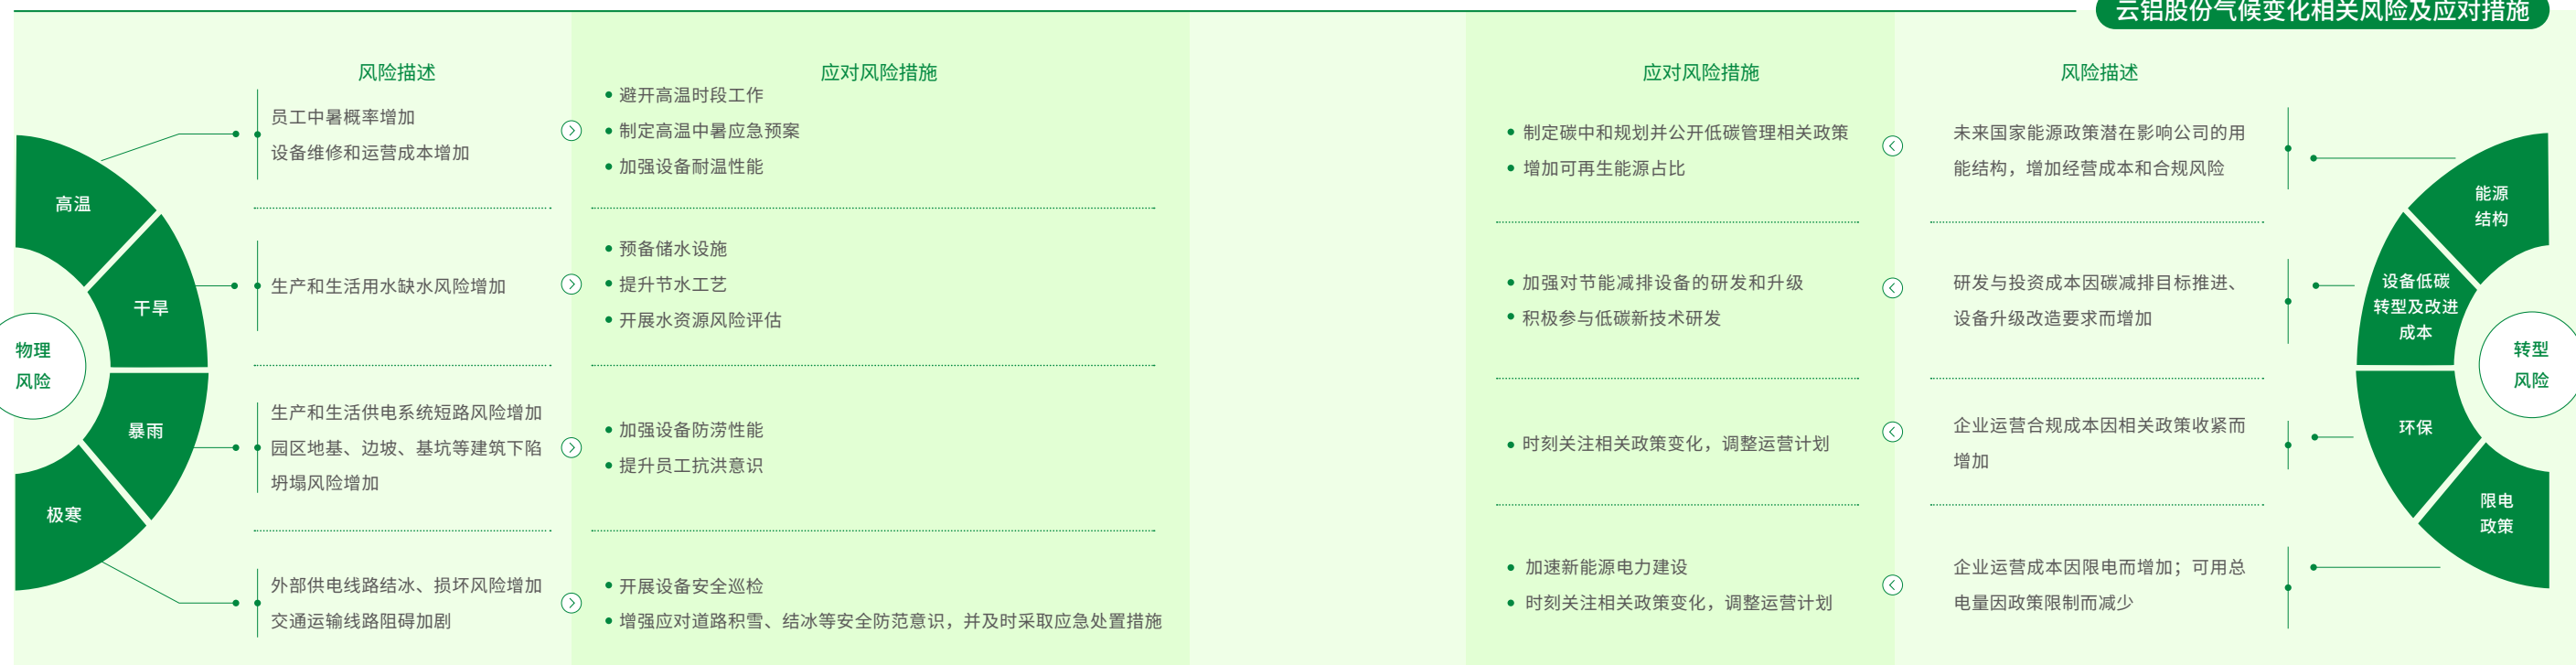 云铝股份气候变化相关风险及应对措施
物理
风险
风险描述
应对风险措施
高温
员工中暑概率增加
设备维修和运营成本增加
避开高温时段工作
制定高温中暑应急预案
加强设备耐温性能
干旱
生产和生活用水缺水风险增加
预备储水设施
提升节水工艺
开展水资源风险评估
暴雨
生产和生活供电系统短路风险增加
园区地基、边坡、基坑等建筑下陷
坍塌风险增加
加强设备防涝性能
提升员工抗洪意识
极寒
外部供电线路结冰、损坏风险增加
交通运输线路阻碍加剧
开展设备安全巡检
增强应对道路积雪、结冰等安全防范意识，并及时采取应急处置措施
转型
风险
应对风险措施
风险描述
制定碳中和规划并公开低碳管理相关政策
增加可再生能源占比
未来国家能源政策潜在影响公司的用
能结构，增加经营成本和合规风险
能源
结构
加强对节能减排设备的研发和升级
积极参与低碳新技术研发
研发与投资成本因碳减排目标推进、
设备升级改造要求而增加
设备低碳
转型及改进
成本
时刻关注相关政策变化，调整运营计划
企业运营合规成本因相关政策收紧而
增加
环保
加速新能源电力建设
时刻关注相关政策变化，调整运营计划
企业运营成本因限电而增加；可用总
电量因政策限制而减少
限电
政策